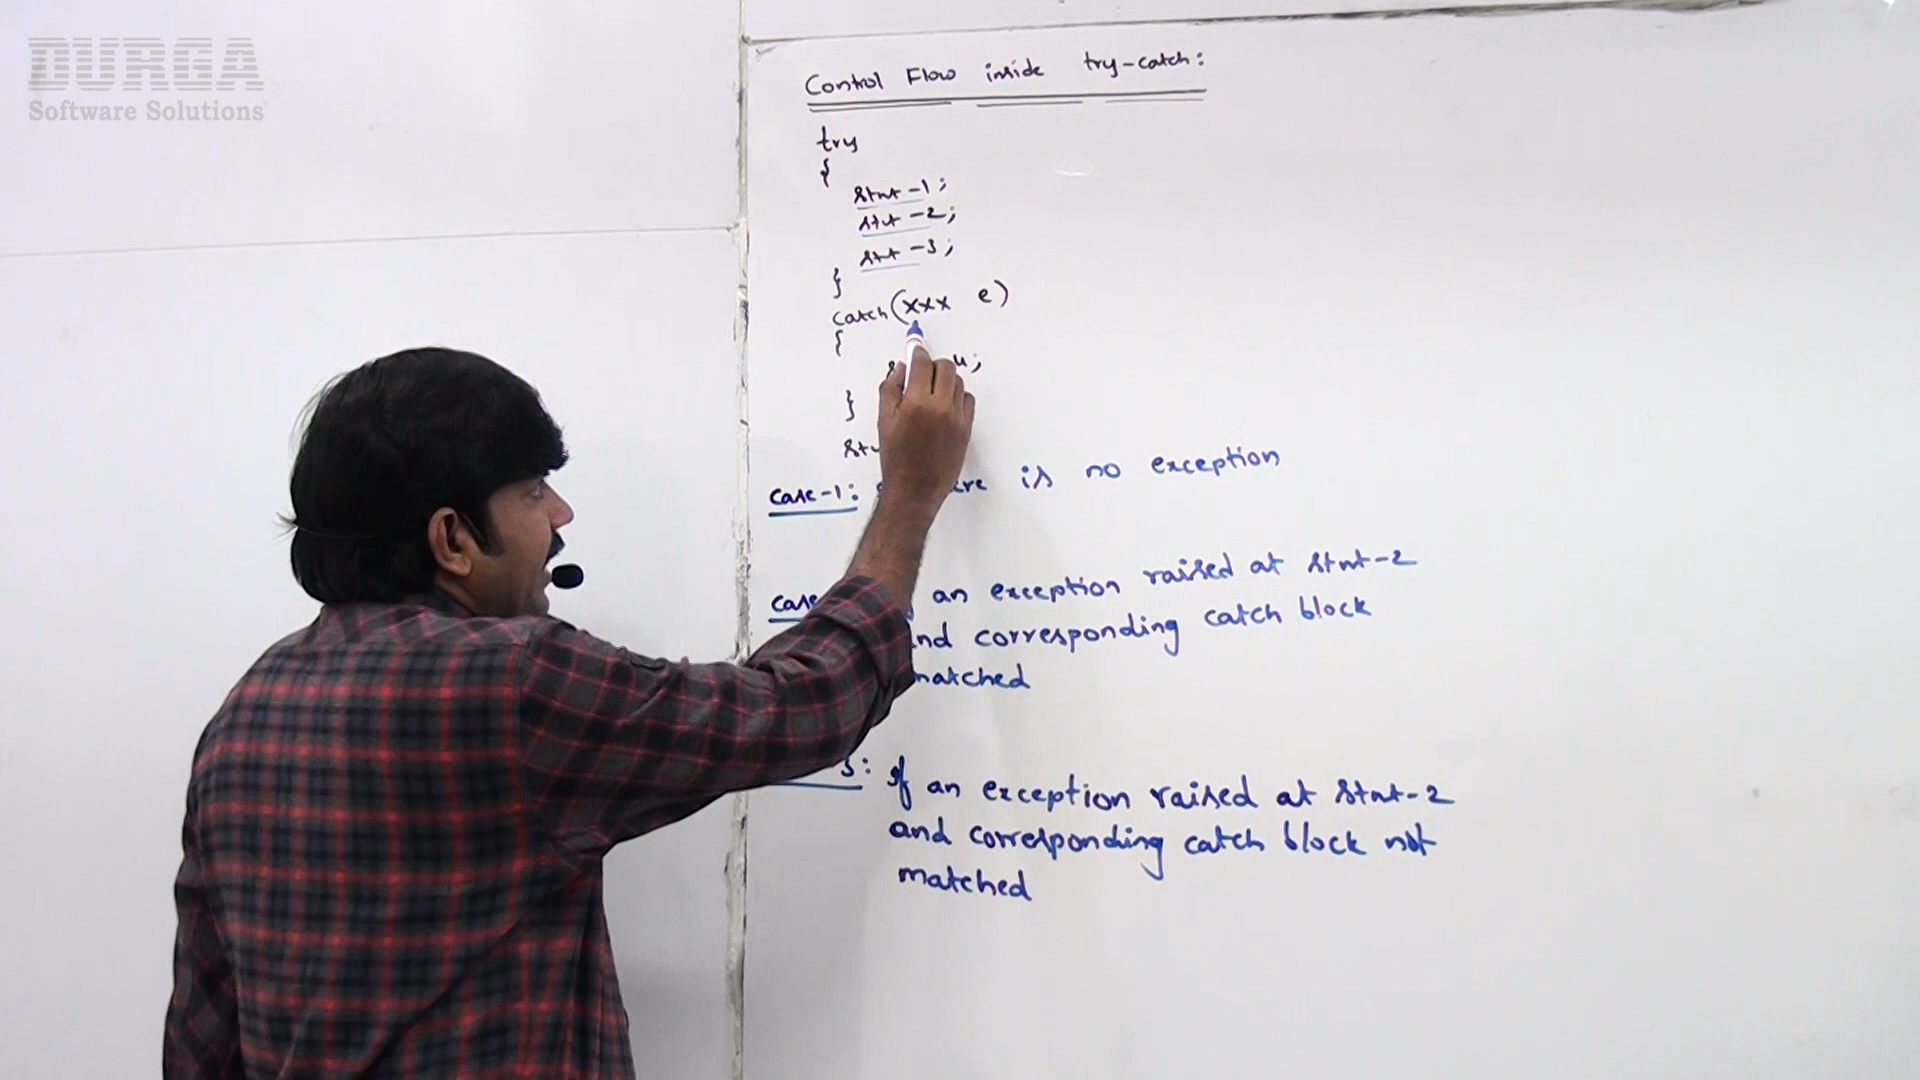 DURGA
Software Solutions
Control Flow inside try-catch:
try
{
stmt-1;
stmt-2;
stmt-3;
}
catch(xxx e)
{
4;
}
case-1: is no exception
an exception raised at stmt-2
and corresponding catch block
matched
3: If an exception raised at stmt-2
and corresponding catch block not
matched